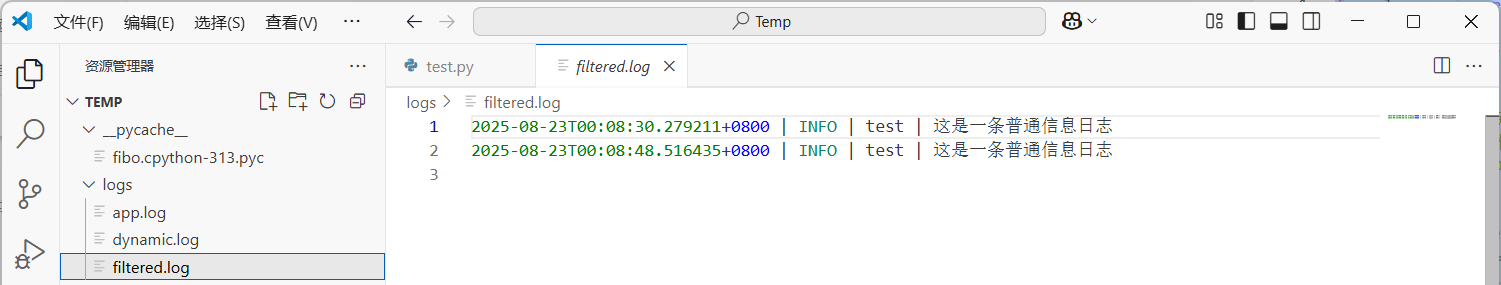 文件(F) 编辑(E) 选择(S) 查看(V) ··· Temp
资源管理器 ···
test.py filtered.log
TEMP
logs > filtered.log
__pycache__
fibo.cpython-313.pyc
logs
app.log
dynamic.log
filtered.log
1 2025-08-23T00:08:30.279211+0800 | INFO | test | 这是一条普通信息日志
2 2025-08-23T00:08:48.516435+0800 | INFO | test | 这是一条普通信息日志
3